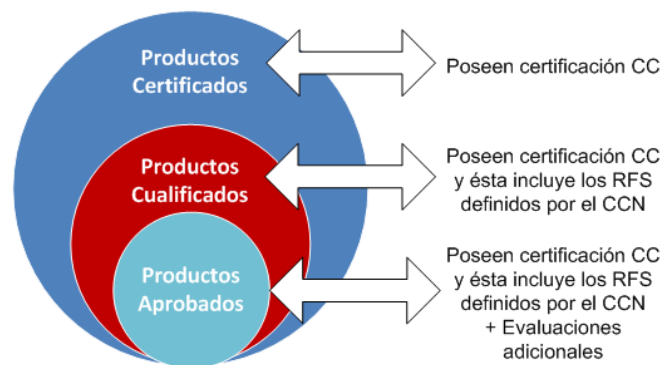 Productos
Certificados
Poseen certificación CC
Productos
Cualificados
Poseen certificación CC
y ésta incluye los RFS
definidos por el CCN
Productos
Aprobados
Poseen certificación CC
y ésta incluye los RFS
definidos por el CCN
+ Evaluaciones
adicionales